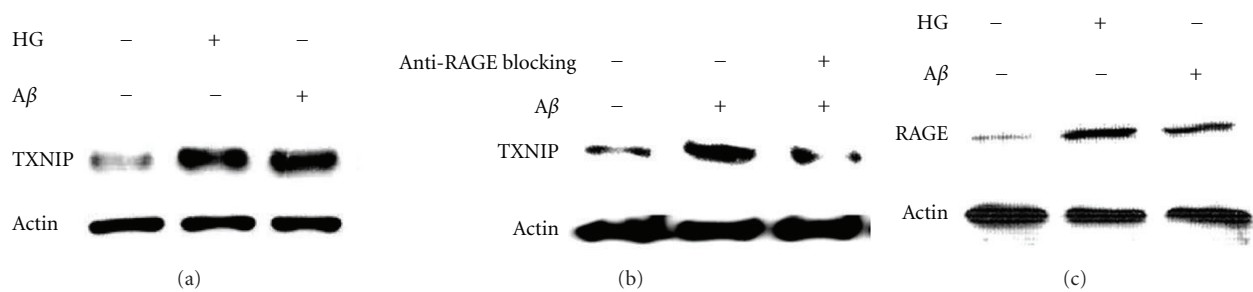 HG – + –
Aβ – – +
TXNIP
Actin
(a)
Anti-RAGE blocking – – +
Aβ – + +
TXNIP
Actin
(b)
HG – + –
Aβ – – +
RAGE
Actin
(c)